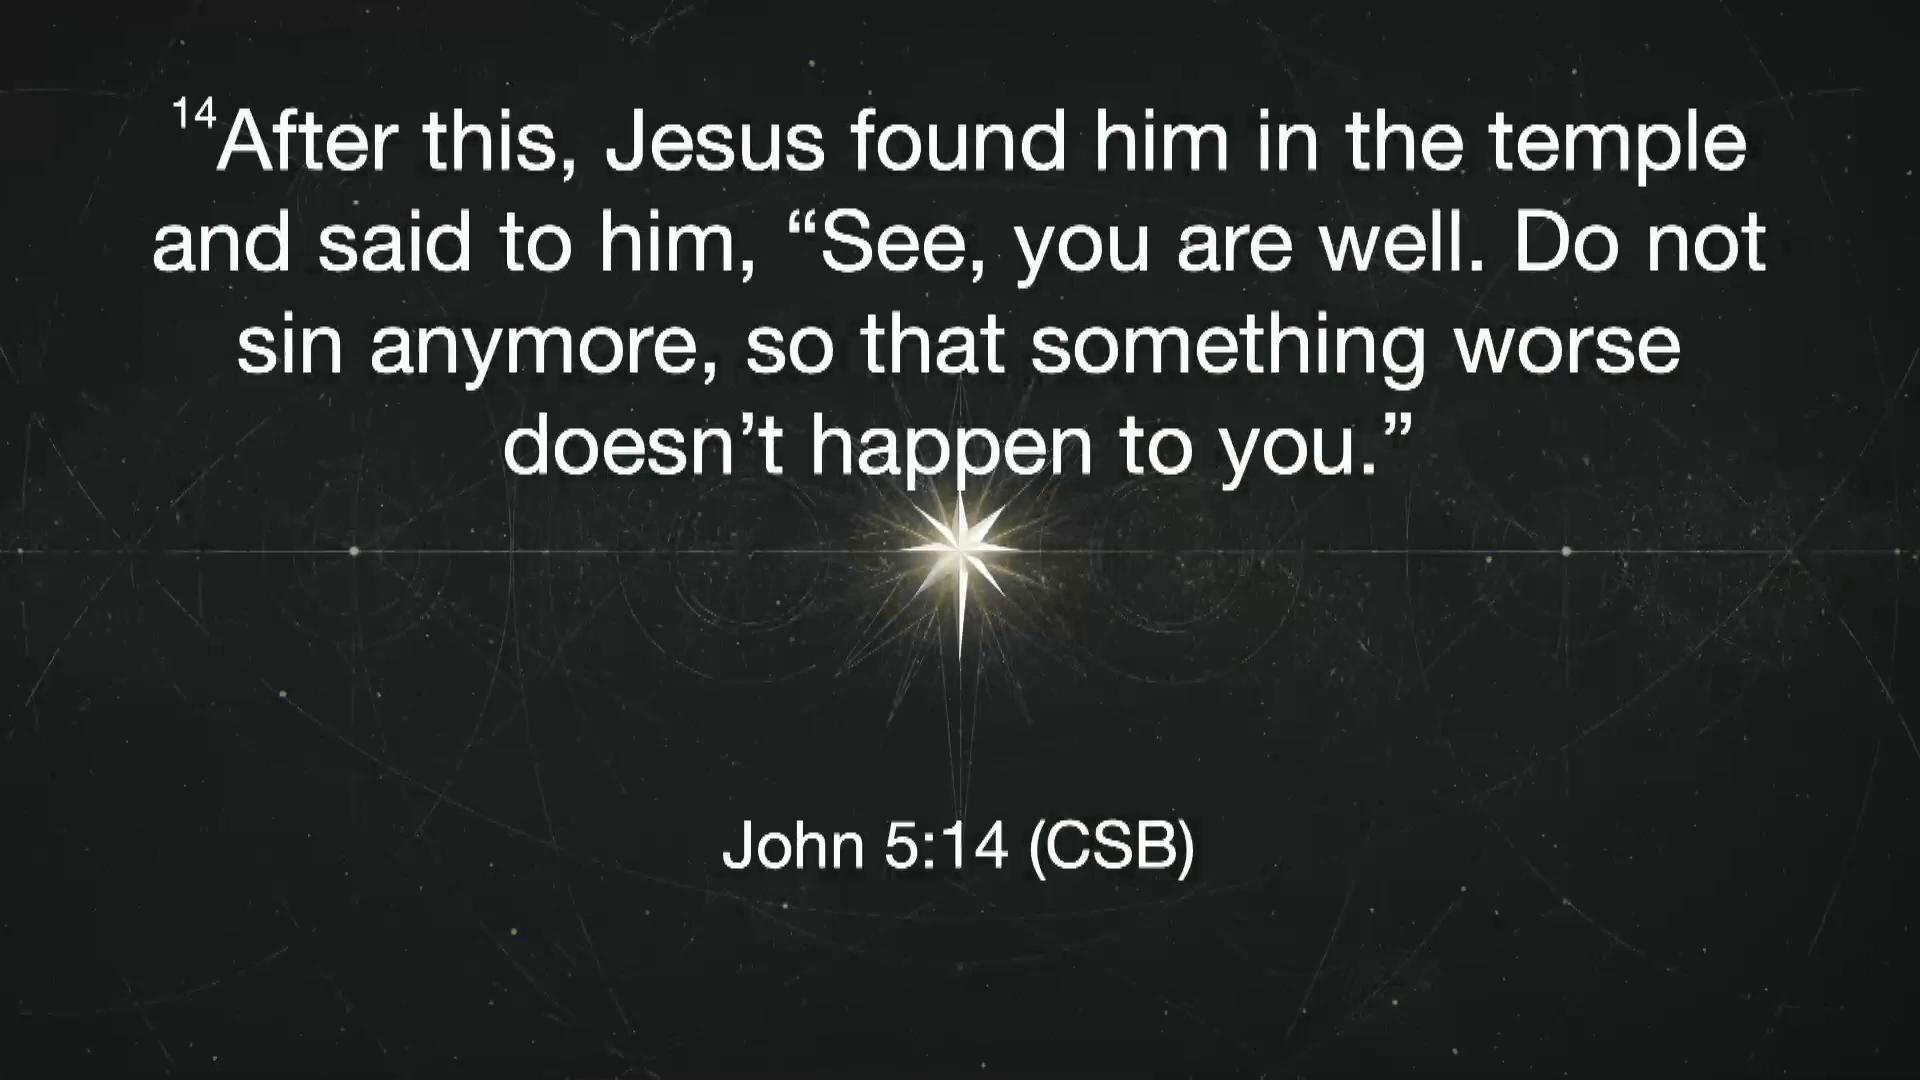 14After this, Jesus found him in the temple
and said to him, “See, you are well. Do not
sin anymore, so that something worse
doesn’t happen to you.”
John 5:14 (CSB)